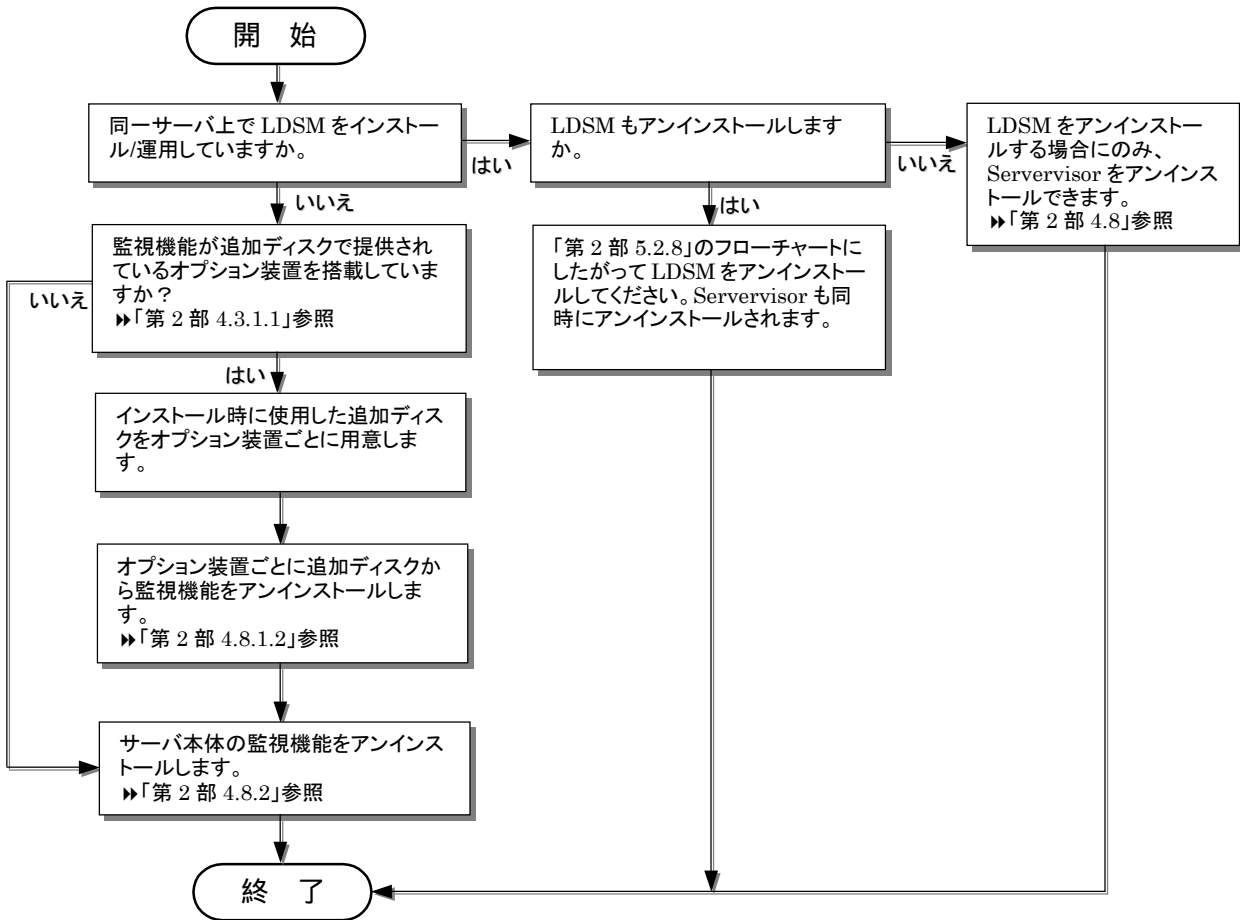 開 始
同一サーバ上で LDSM をインストー
ル/運用していますか。
はい
LDSM もアンインストールします
か。
いいえ
LDSM をアンインストー
ルする場合にのみ、
Servervisor をアンインス
トールできます。
▶▶「第 2 部 4.8」参照
いいえ
はい
監視機能が追加ディスクで提供され
ているオプション装置を搭載してい
ますか？
▶▶「第 2 部 4.3.1.1」参照
いいえ
「第 2 部 5.2.8」のフローチャートに
したがって LDSM をアンインストー
ルしてください。Servervisor も同
時にアンインストールされます。
はい
インストール時に使用した追加ディス
クをオプション装置ごとに用意しま
す。
オプション装置ごとに追加ディスクか
ら監視機能をアンインストールしま
す。
▶▶「第 2 部 4.8.1.2」参照
サーバ本体の監視機能をアンインス
トールします。
▶▶「第 2 部 4.8.2」参照
終 了